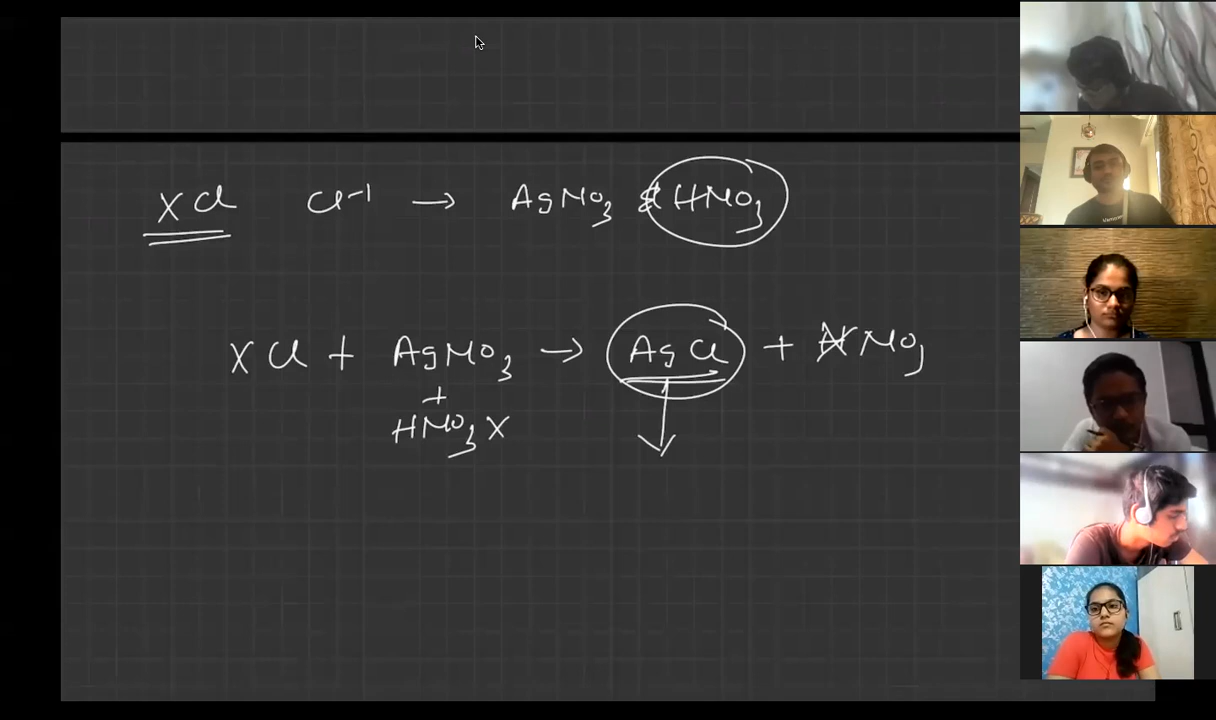 XCl Cl-1 → AgNO3 & HNO3
XCl + AgNO3 → AgCl + XNO3
+
HNO3 X ↓